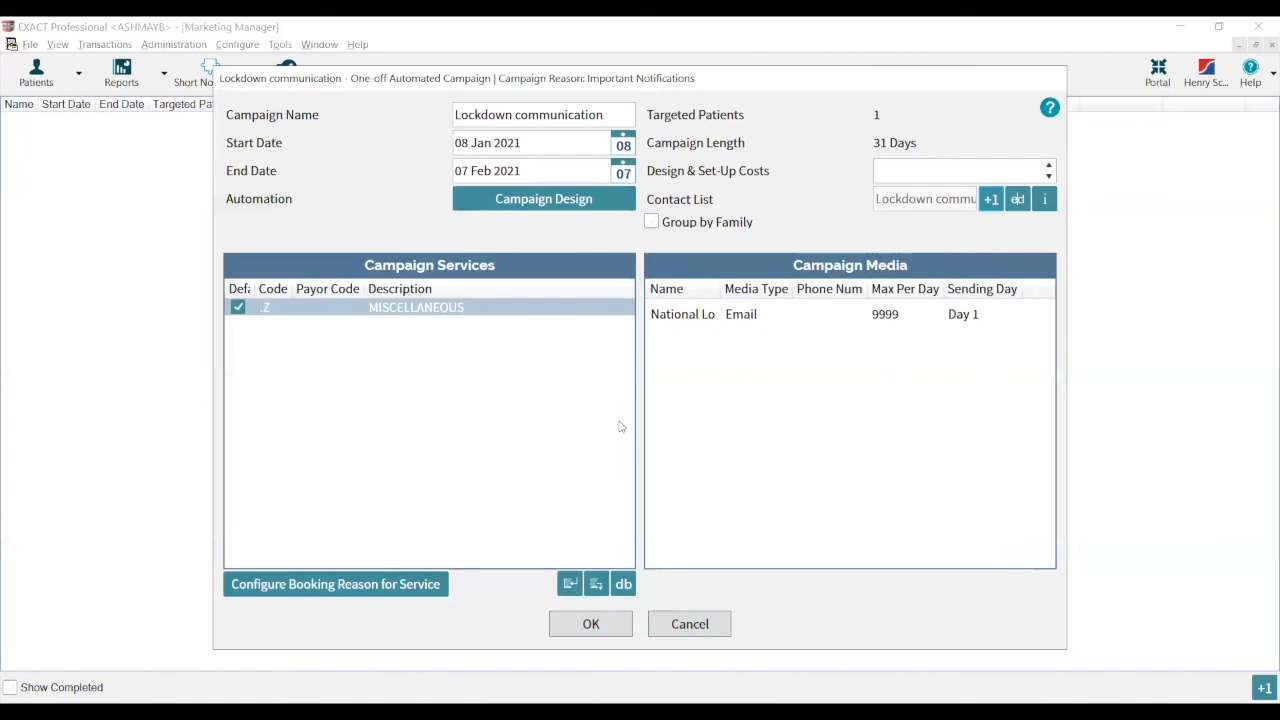 EXACT Professional <ASHMAYB> - [Marketing Manager]
File View Transactions Administration Configure Tools Window Help
Patients Reports Short No Portal Henry Sc... Help
Lockdown communication - One-off Automated Campaign | Campaign Reason: Important Notifications
Name Start Date End Date Targeted Pa
Campaign Name Lockdown communication Targeted Patients 1 ?
Start Date 08 Jan 2021 08 Campaign Length 31 Days
End Date 07 Feb 2021 07 Design & Set-Up Costs
Automation Campaign Design Contact List Lockdown commu +1 ed i
Group by Family
Campaign Services Campaign Media
Defa Code Payor Code Description Name Media Type Phone Num Max Per Day Sending Day
.Z MISCELLANEOUS National Lo Email 9999 Day 1
Configure Booking Reason for Service db
OK Cancel
Show Completed +1